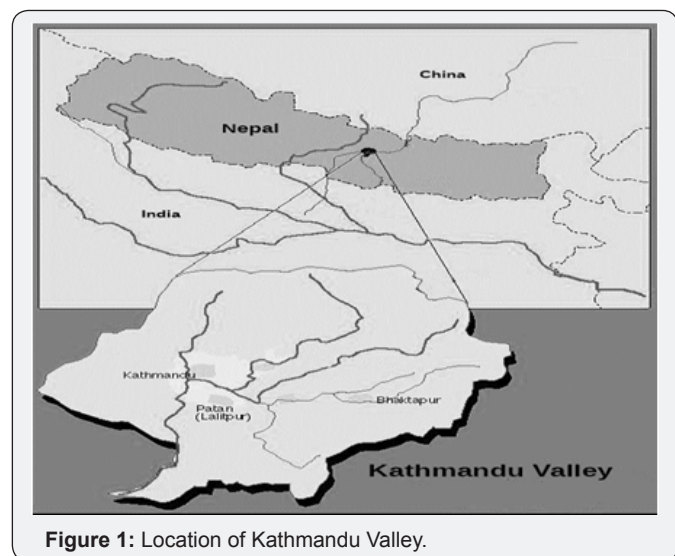 China
Nepal
India
Kathmandu
Patan
(Lalitpur)
Bhaktapur
Kathmandu Valley
Figure 1: Location of Kathmandu Valley.